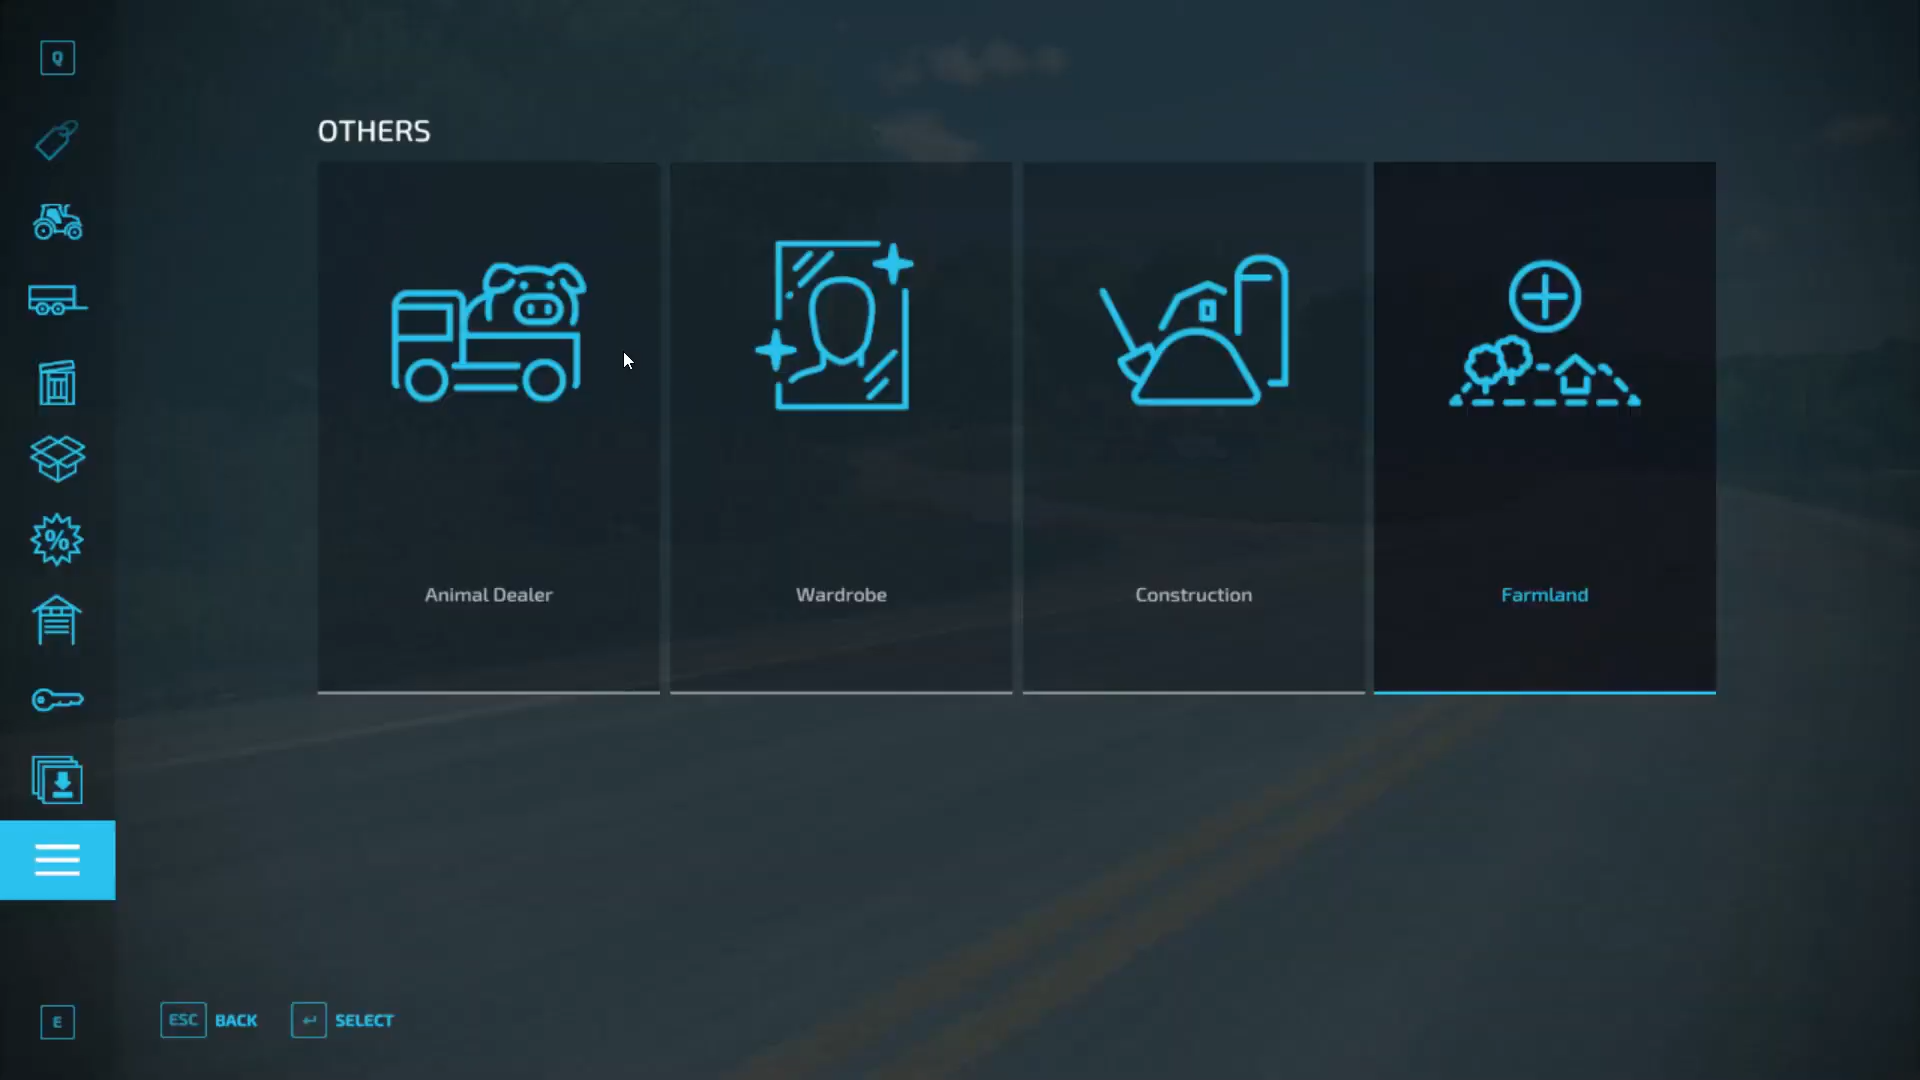 Q
OTHERS
%
Animal Dealer
Wardrobe
Construction
Farmland
E
ESC BACK
↵ SELECT